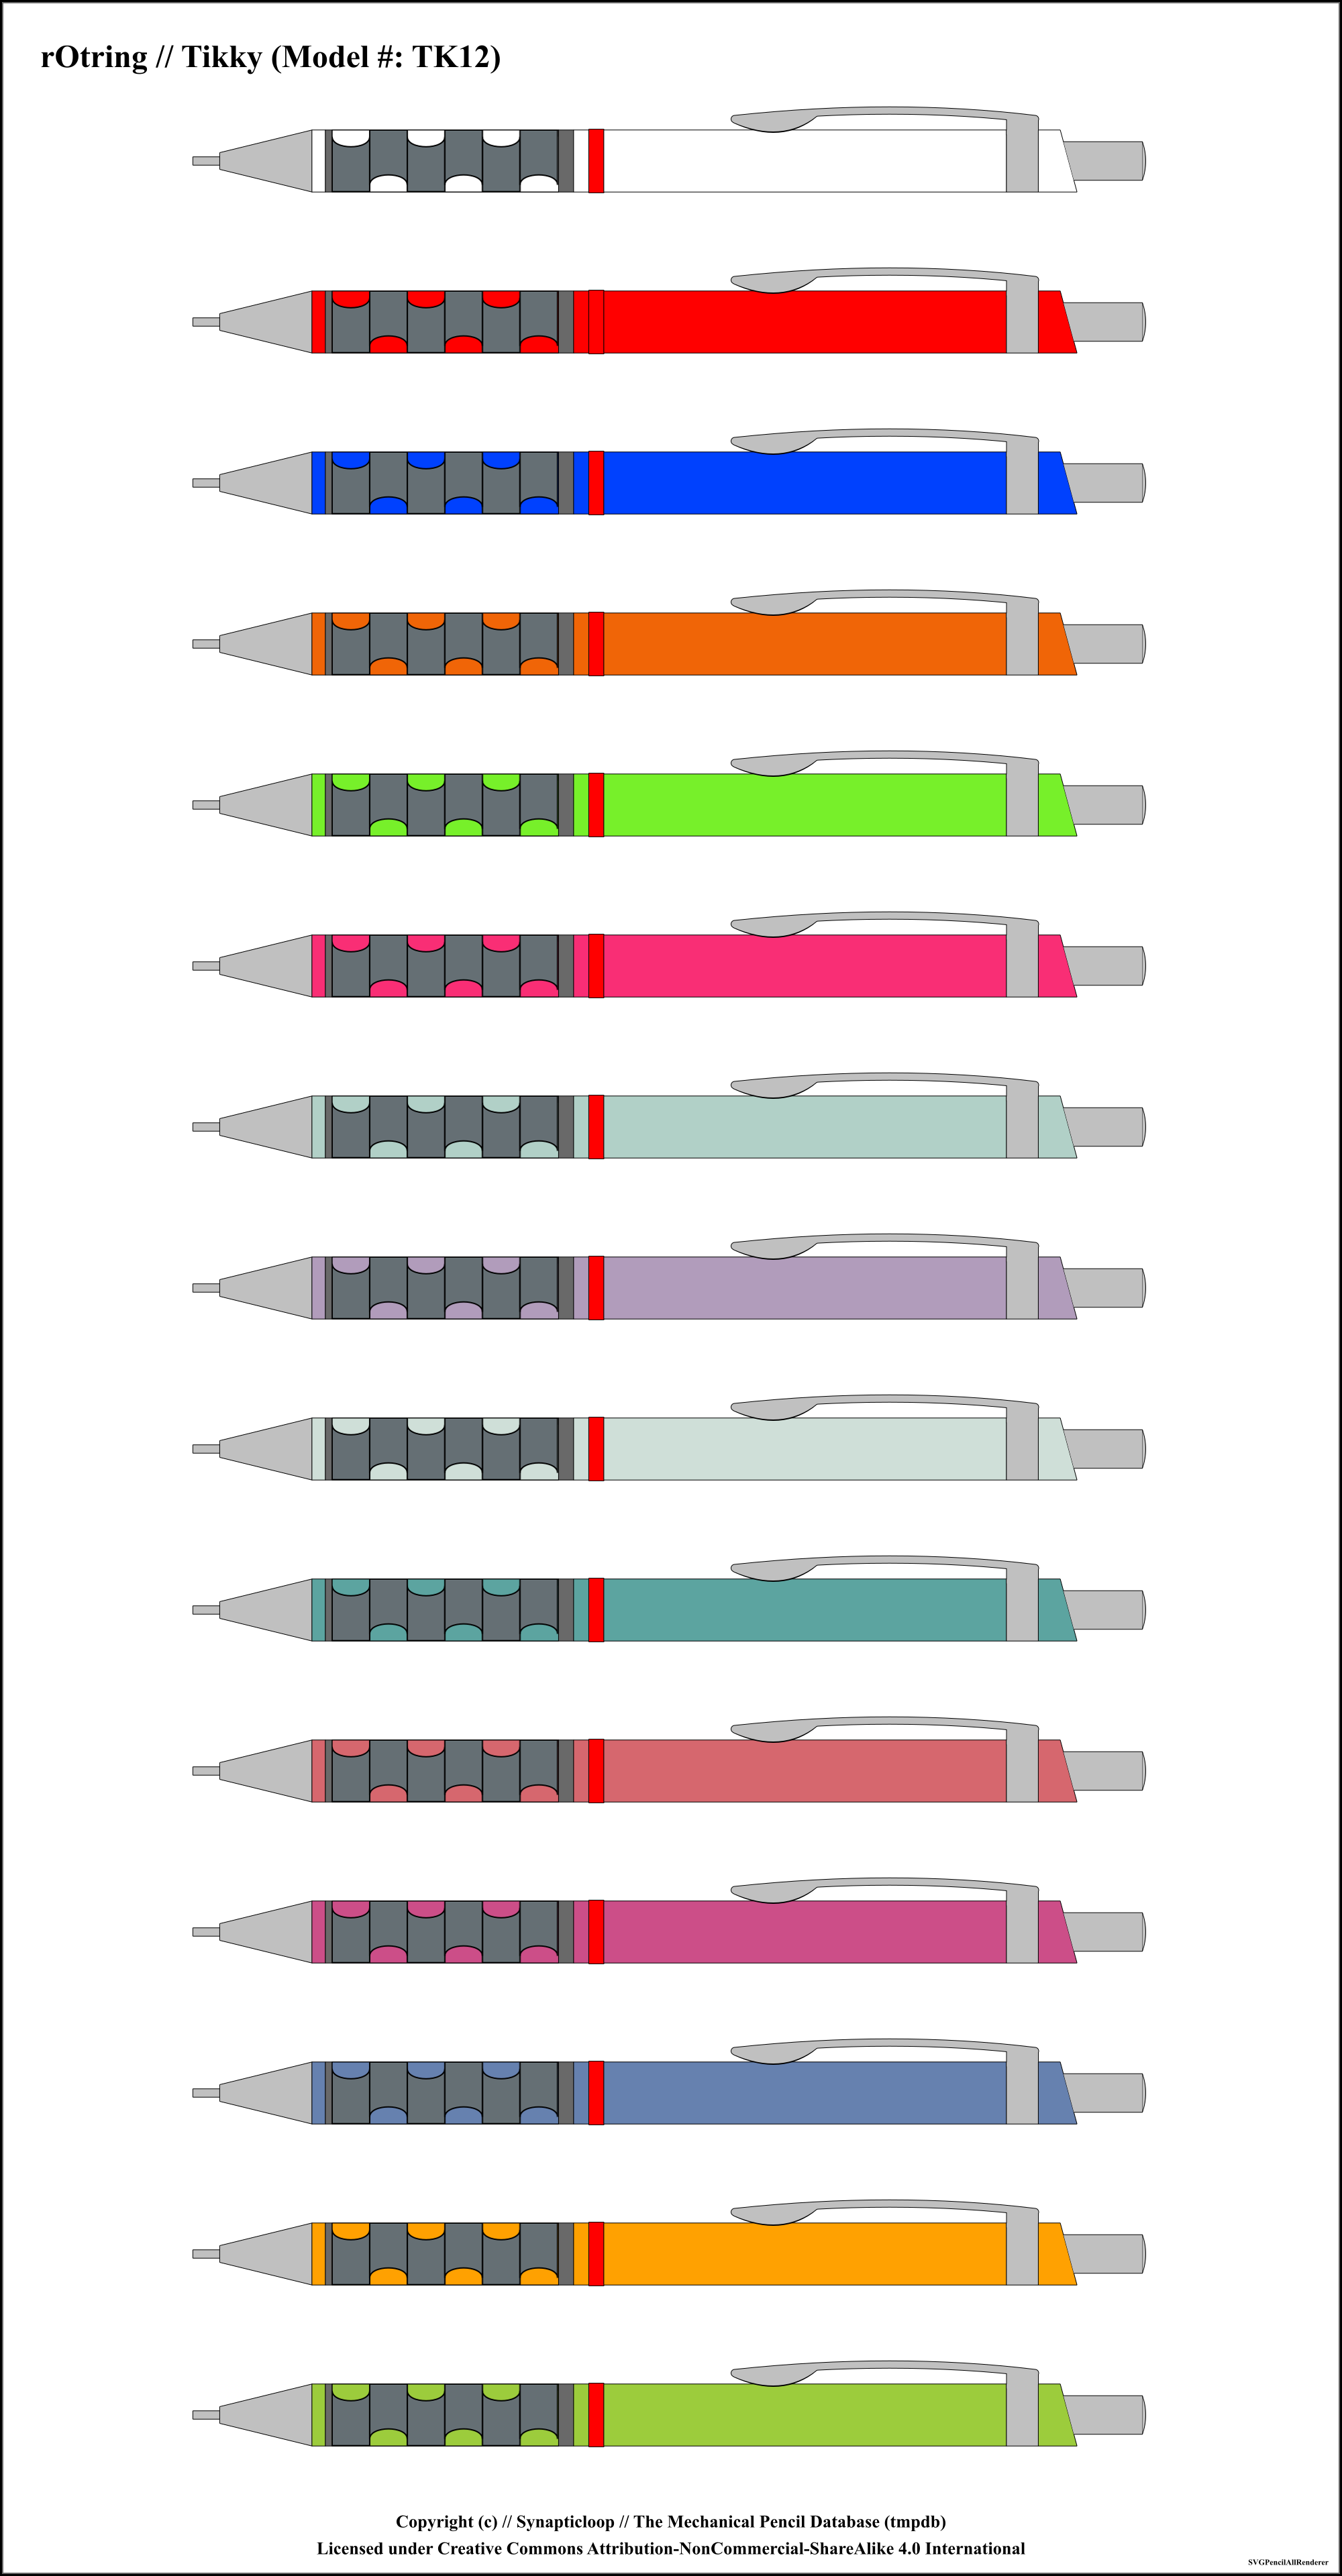 rOtring // Tikky (Model #: TK12)
Copyright (c) // Synapticloop // The Mechanical Pencil Database (tmpdb)
Licensed under Creative Commons Attribution-NonCommercial-ShareAlike 4.0 International
SVGPencilAllRenderer